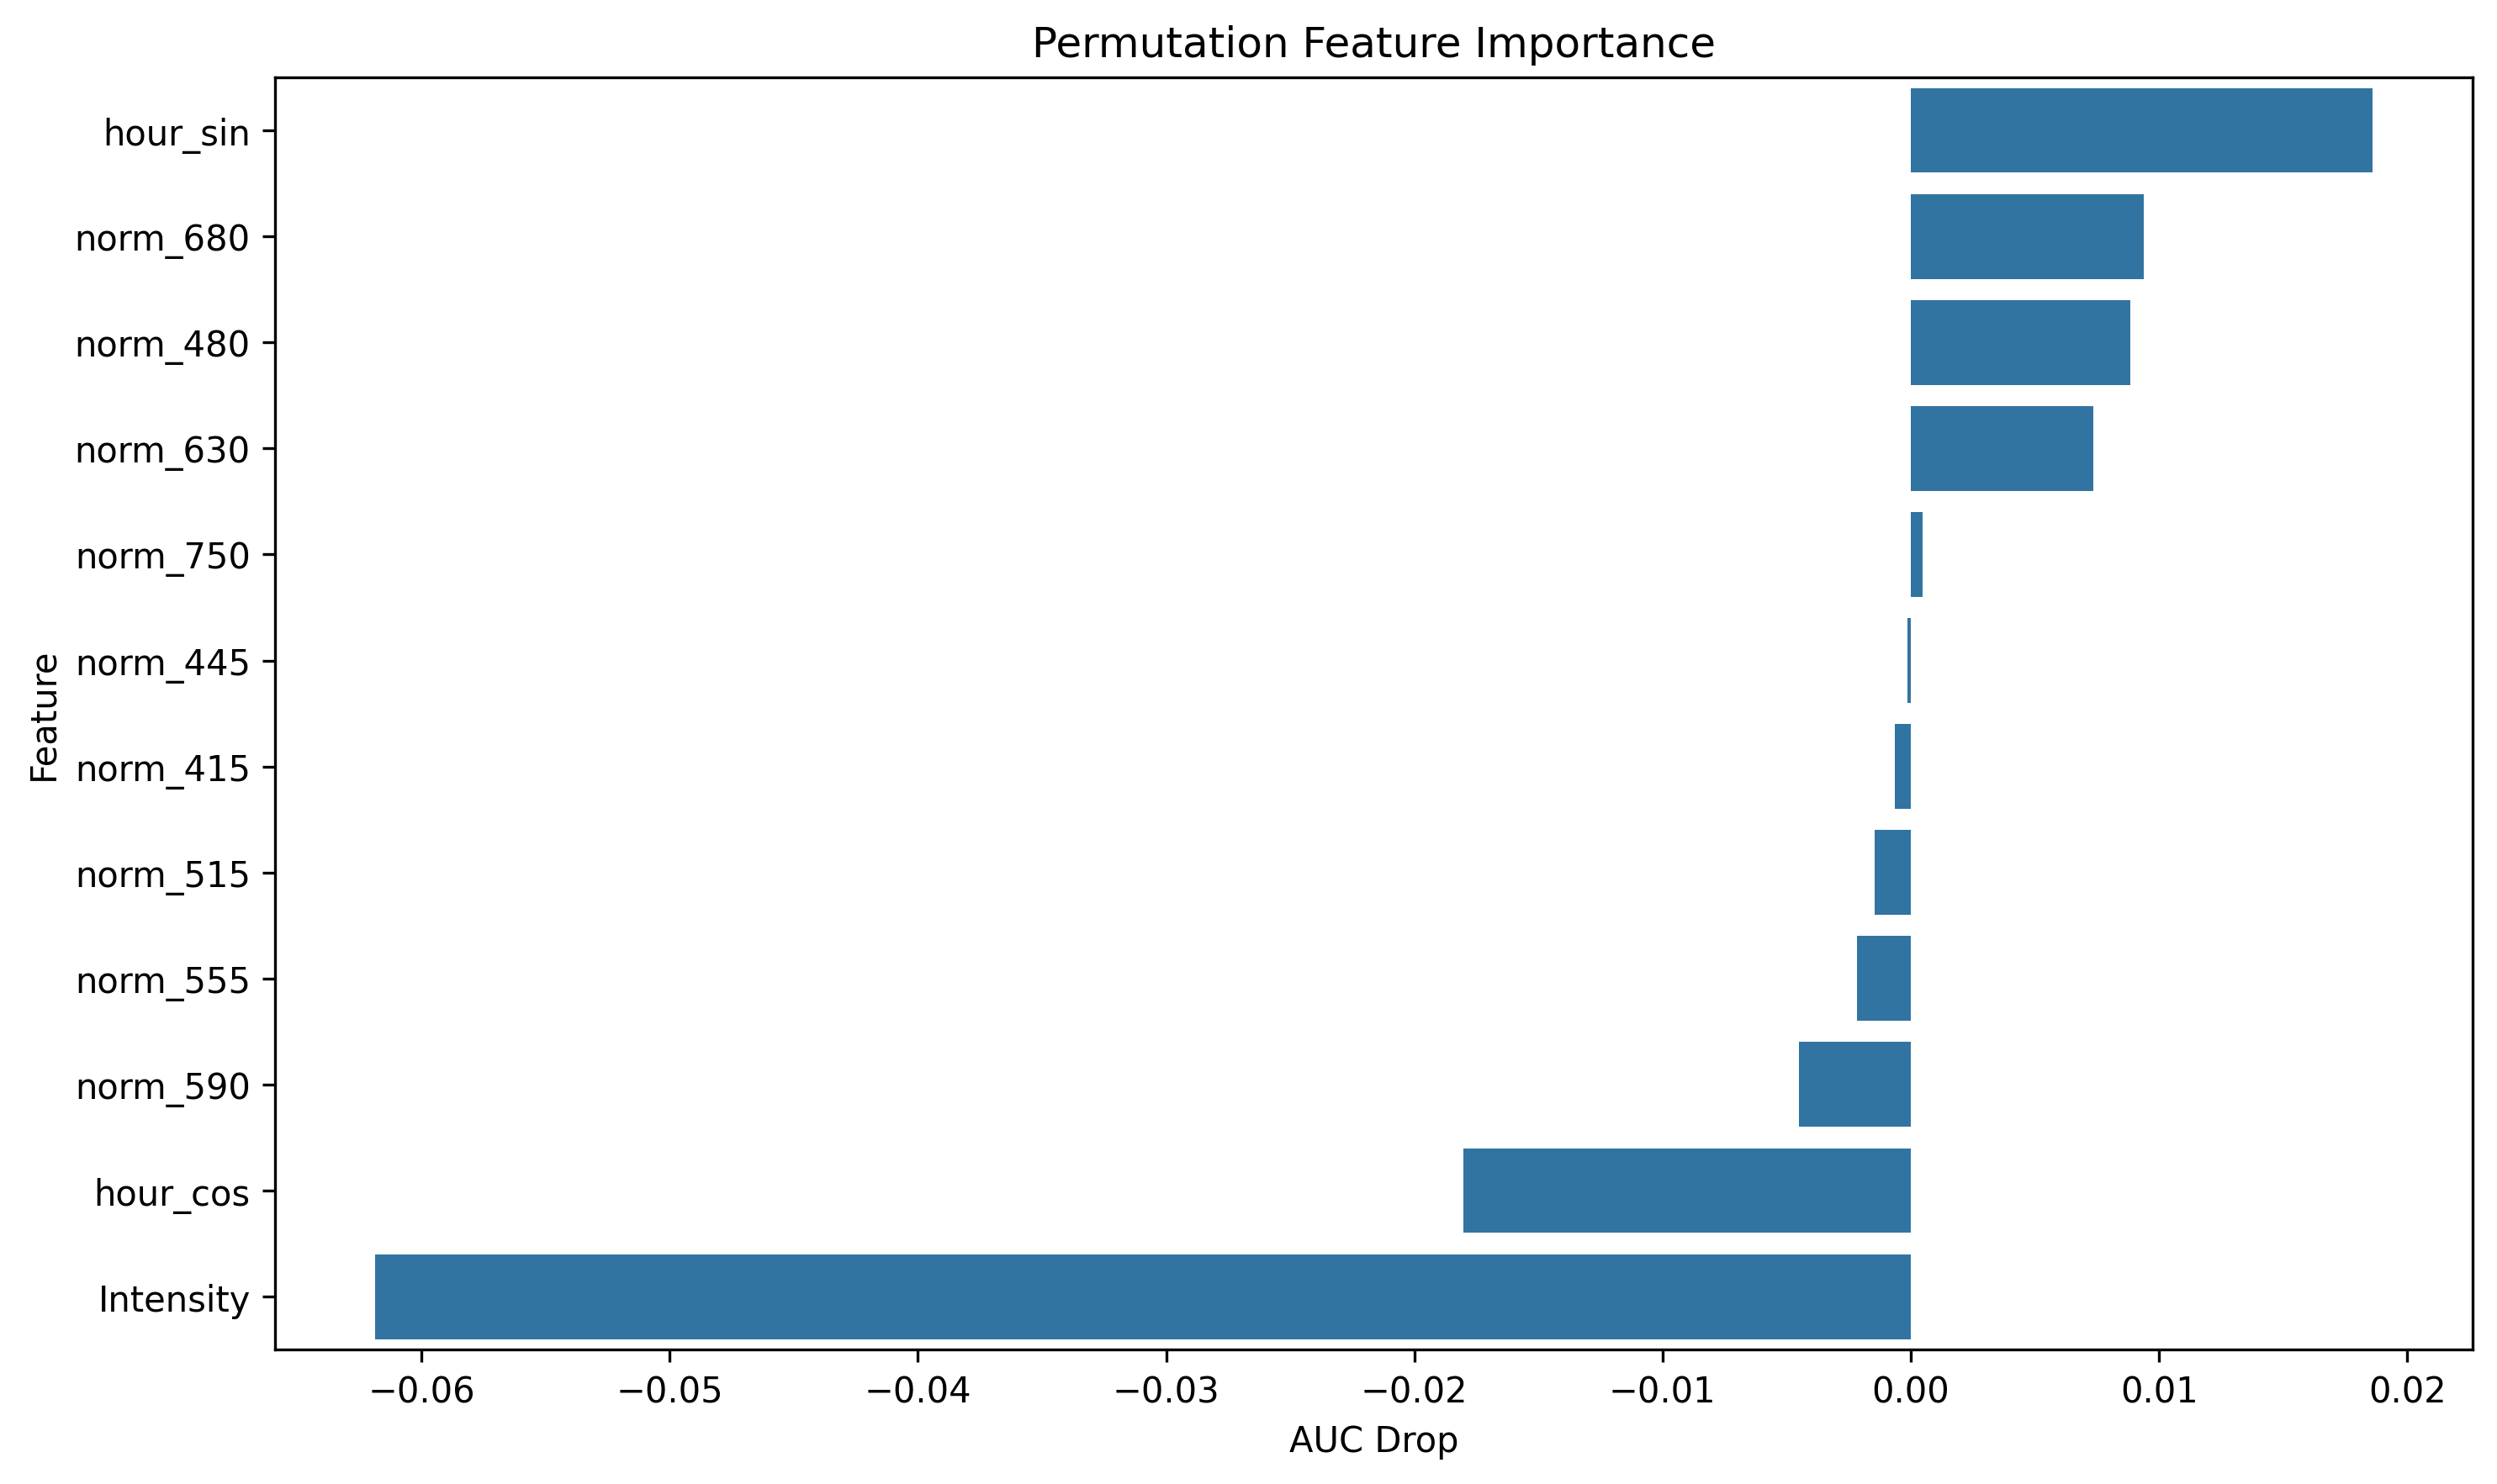 Permutation Feature Importance
hour_sin
norm_680
norm_480
norm_630
norm_750
norm_445
norm_415
norm_515
norm_555
norm_590
hour_cos
Intensity
Feature
−0.06 −0.05 −0.04 −0.03 −0.02 −0.01 0.00 0.01 0.02
AUC Drop